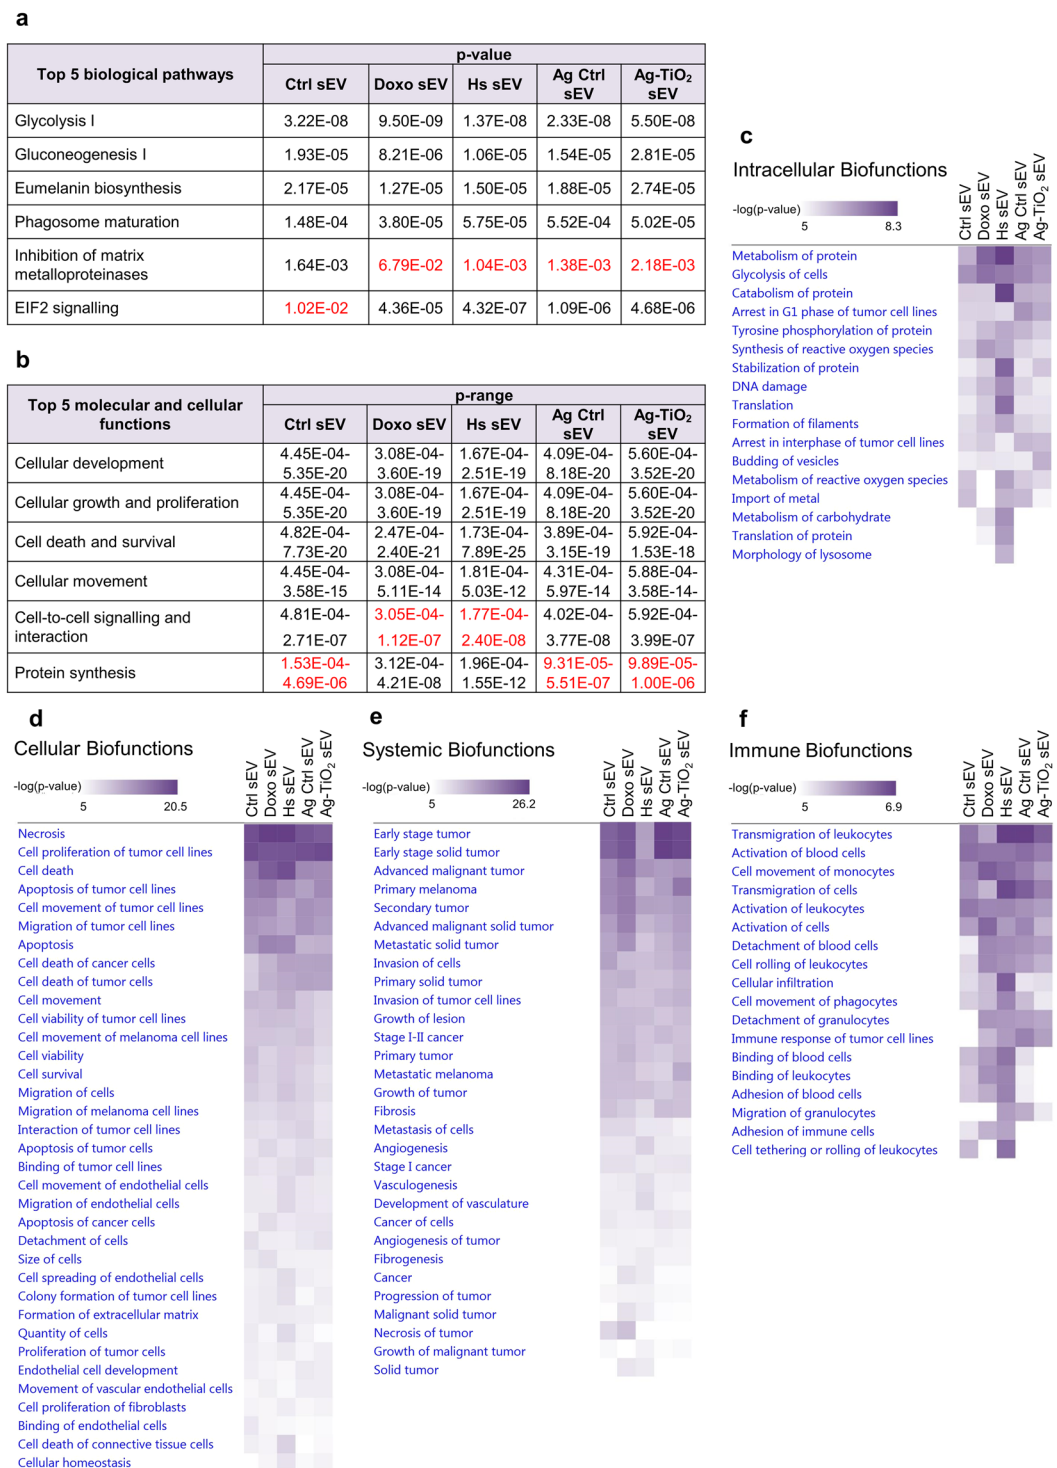 a
Top 5 biological pathways
p-value
Ctrl sEV Doxo sEV Hs sEV Ag Ctrl sEV Ag-TiO2 sEV
Glycolysis I 3.22E-08 9.50E-09 1.37E-08 2.33E-08 5.50E-08
Gluconeogenesis I 1.93E-05 8.21E-06 1.06E-05 1.54E-05 2.81E-05
Eumelanin biosynthesis 2.17E-05 1.27E-05 1.50E-05 1.88E-05 2.74E-05
Phagosome maturation 1.48E-04 3.80E-05 5.75E-05 5.52E-04 5.02E-05
Inhibition of matrix
metalloproteinases 1.64E-03 6.79E-02 1.04E-03 1.38E-03 2.18E-03
EIF2 signalling 1.02E-02 4.36E-05 4.32E-07 1.09E-06 4.68E-06
b
Top 5 molecular and cellular
functions
p-range
Ctrl sEV Doxo sEV Hs sEV Ag Ctrl sEV Ag-TiO2 sEV
Cellular development
4.45E-04- 3.08E-04- 1.67E-04- 4.09E-04- 5.60E-04-
5.35E-20 3.60E-19 2.51E-19 8.18E-20 3.52E-20
Cellular growth and proliferation
4.45E-04- 3.08E-04- 1.67E-04- 4.09E-04- 5.60E-04-
5.35E-20 3.60E-19 2.51E-19 8.18E-20 3.52E-20
Cell death and survival
4.82E-04- 2.47E-04- 1.73E-04- 3.89E-04- 5.92E-04-
7.73E-20 2.40E-21 7.89E-25 3.15E-19 1.53E-18
Cellular movement
4.45E-04- 3.08E-04- 1.81E-04- 4.31E-04- 5.88E-04-
3.58E-15 5.11E-14 5.03E-12 5.97E-14 3.58E-14-
Cell-to-cell signalling and
interaction
4.81E-04- 3.05E-04- 1.77E-04- 4.02E-04- 5.92E-04-
2.71E-07 1.12E-07 2.40E-08 3.77E-08 3.99E-07
Protein synthesis
1.53E-04- 3.12E-04- 1.96E-04- 9.31E-05- 9.89E-05-
4.69E-06 4.21E-08 1.55E-12 5.51E-07 1.00E-06
c
Intracellular Biofunctions
-log(p-value)
5 8.3
Ctrl sEV
Doxo sEV
Hs sEV
Ag Ctrl sEV
Ag-TiO2 sEV
Metabolism of protein
Glycolysis of cells
Catabolism of protein
Arrest in G1 phase of tumor cell lines
Tyrosine phosphorylation of protein
Synthesis of reactive oxygen species
Stabilization of protein
DNA damage
Translation
Formation of filaments
Arrest in interphase of tumor cell lines
Budding of vesicles
Metabolism of reactive oxygen species
Import of metal
Metabolism of carbohydrate
Translation of protein
Morphology of lysosome
d
Cellular Biofunctions
-log(p-value)
5 20.5
Ctrl sEV
Doxo sEV
Hs sEV
Ag Ctrl sEV
Ag-TiO2 sEV
Necrosis
Cell proliferation of tumor cell lines
Cell death
Apoptosis of tumor cell lines
Cell movement of tumor cell lines
Migration of tumor cell lines
Apoptosis
Cell death of cancer cells
Cell death of tumor cells
Cell movement
Cell viability of tumor cell lines
Cell movement of melanoma cell lines
Cell viability
Cell survival
Migration of cells
Migration of melanoma cell lines
Interaction of tumor cell lines
Apoptosis of tumor cells
Binding of tumor cell lines
Cell movement of endothelial cells
Migration of endothelial cells
Apoptosis of cancer cells
Detachment of cells
Size of cells
Cell spreading of endothelial cells
Colony formation of tumor cell lines
Formation of extracellular matrix
Quantity of cells
Proliferation of tumor cells
Endothelial cell development
Movement of vascular endothelial cells
Cell proliferation of fibroblasts
Binding of endothelial cells
Cell death of connective tissue cells
Cellular homeostasis
e
Systemic Biofunctions
-log(p-value)
5 26.2
Ctrl sEV
Doxo sEV
Hs sEV
Ag Ctrl sEV
Ag-TiO2 sEV
Early stage tumor
Early stage solid tumor
Advanced malignant tumor
Primary melanoma
Secondary tumor
Advanced malignant solid tumor
Metastatic solid tumor
Invasion of cells
Primary solid tumor
Invasion of tumor cell lines
Growth of lesion
Stage I-II cancer
Primary tumor
Metastatic melanoma
Growth of tumor
Fibrosis
Metastasis of cells
Angiogenesis
Stage I cancer
Vasculogenesis
Development of vasculature
Cancer of cells
Angiogenesis of tumor
Fibrogenesis
Cancer
Progression of tumor
Malignant solid tumor
Necrosis of tumor
Growth of malignant tumor
Solid tumor
f
Immune Biofunctions
-log(p-value)
5 6.9
Ctrl sEV
Doxo sEV
Hs sEV
Ag Ctrl sEV
Ag-TiO2 sEV
Transmigration of leukocytes
Activation of blood cells
Cell movement of monocytes
Transmigration of cells
Activation of leukocytes
Activation of cells
Detachment of blood cells
Cell rolling of leukocytes
Cellular infiltration
Cell movement of phagocytes
Detachment of granulocytes
Immune response of tumor cell lines
Binding of blood cells
Binding of leukocytes
Adhesion of blood cells
Migration of granulocytes
Adhesion of immune cells
Cell tethering or rolling of leukocytes